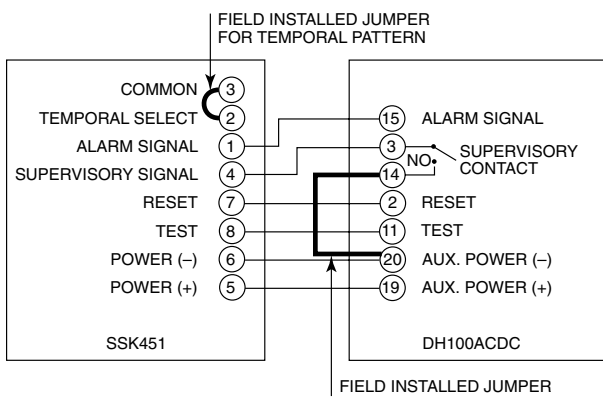 FIELD INSTALLED JUMPER
FOR TEMPORAL PATTERN
COMMON 3
TEMPORAL SELECT 2
ALARM SIGNAL 1
SUPERVISORY SIGNAL 4
RESET 7
TEST 8
POWER (–) 6
POWER (+) 5
SSK451
15 ALARM SIGNAL
3
NO
14
SUPERVISORY
CONTACT
2 RESET
11 TEST
20 AUX. POWER (–)
19 AUX. POWER (+)
DH100ACDC
FIELD INSTALLED JUMPER